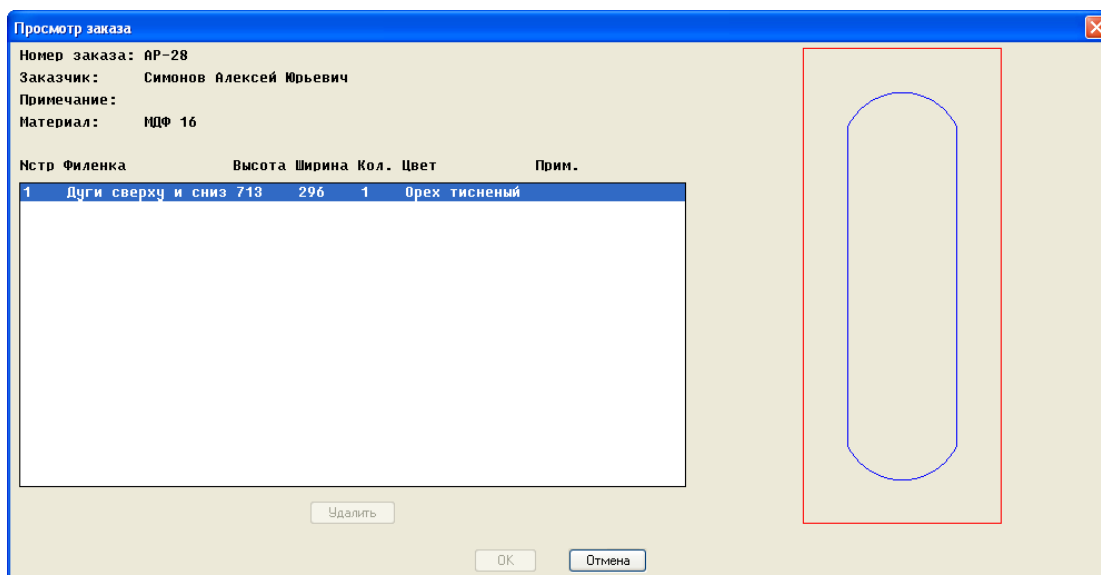 Просмотр заказа
Номер заказа: АР-28
Заказчик: Симонов Алексей Юрьевич
Примечание:
Материал: МДФ 16
Nстр Филенка Высота Ширина Кол. Цвет Прим.
1 Дуги сверху и сниз 713 296 1 Орех тисненый
Удалить
OK Отмена